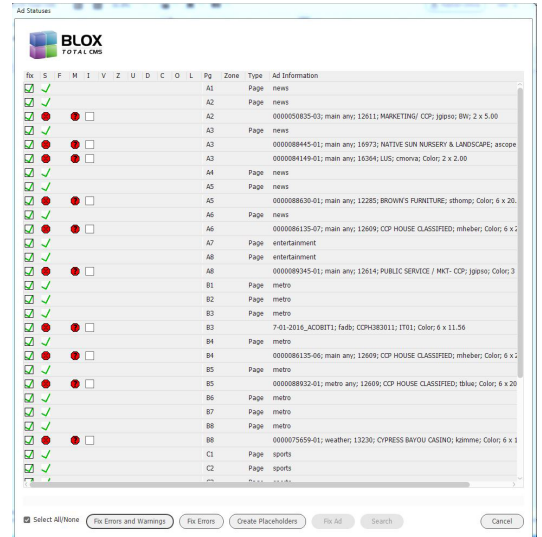 Ad Statuses
BLOX
TOTAL CMS
fix S F M I V Z U D C O L Pg Zone Type Ad Information
A1 Page news
A2 Page news
A2 0000050835-03; main any; 12611; MARKETING/ CCP; jgipso; BW; 2 x 5.00
A3 Page news
A3 0000088445-01; main any; 16973; NATIVE SUN NURSERY & LANDSCAPE; ascope
A3 0000084149-01; main any; 16364; LUS; cmorva; Color; 2 x 2.00
A4 Page news
A5 Page news
A5 0000088630-01; main any; 12285; BROWN'S FURNITURE; sthomp; Color; 6 x 20.
A6 Page news
A6 0000086135-07; main any; 12609; CCP HOUSE CLASSIFIED; mheber; Color; 6 x 2
A7 Page entertainment
A8 Page entertainment
A8 0000089345-01; main any; 12614; PUBLIC SERVICE / MKT- CCP; jgipso; Color; 3
B1 Page metro
B2 Page metro
B3 Page metro
B3 7-01-2016_ACOBIT1; fadb; CCPH383011; IT01; Color; 6 x 11.56
B4 Page metro
B4 0000086135-06; main any; 12609; CCP HOUSE CLASSIFIED; mheber; Color; 6 x 2
B5 Page metro
B5 0000088932-01; metro any; 12609; CCP HOUSE CLASSIFIED; tblue; Color; 6 x 20
B6 Page metro
B7 Page metro
B8 Page metro
B8 0000075659-01; weather; 13230; CYPRESS BAYOU CASINO; kzimme; Color; 6 x 1
C1 Page sports
C2 Page sports
Select All/None Fix Errors and Warnings Fix Errors Create Placeholders Fix Ad Search Cancel